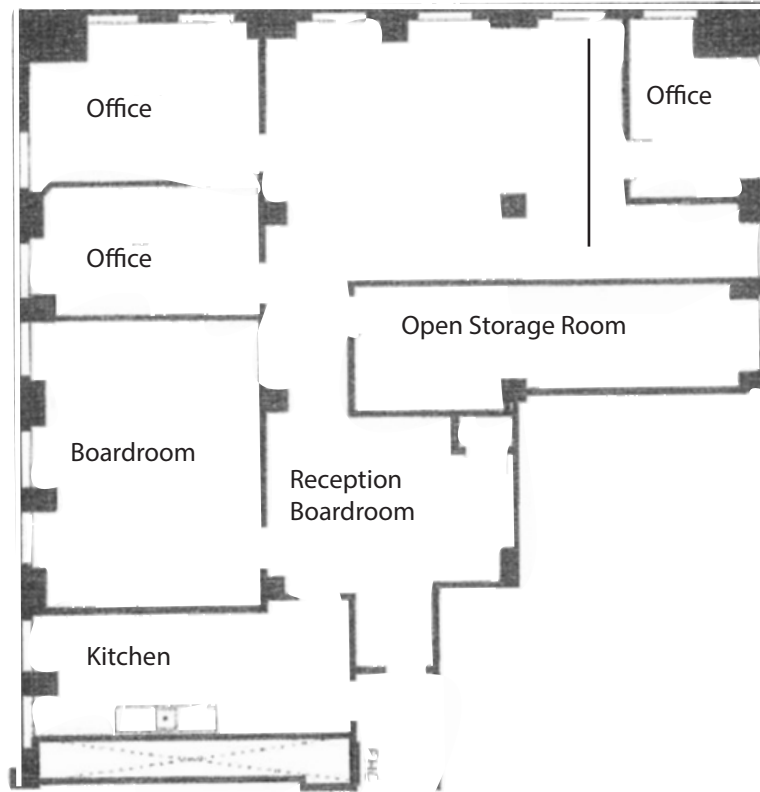 Office
Office
Office
Open Storage Room
Boardroom
Reception
Boardroom
Kitchen